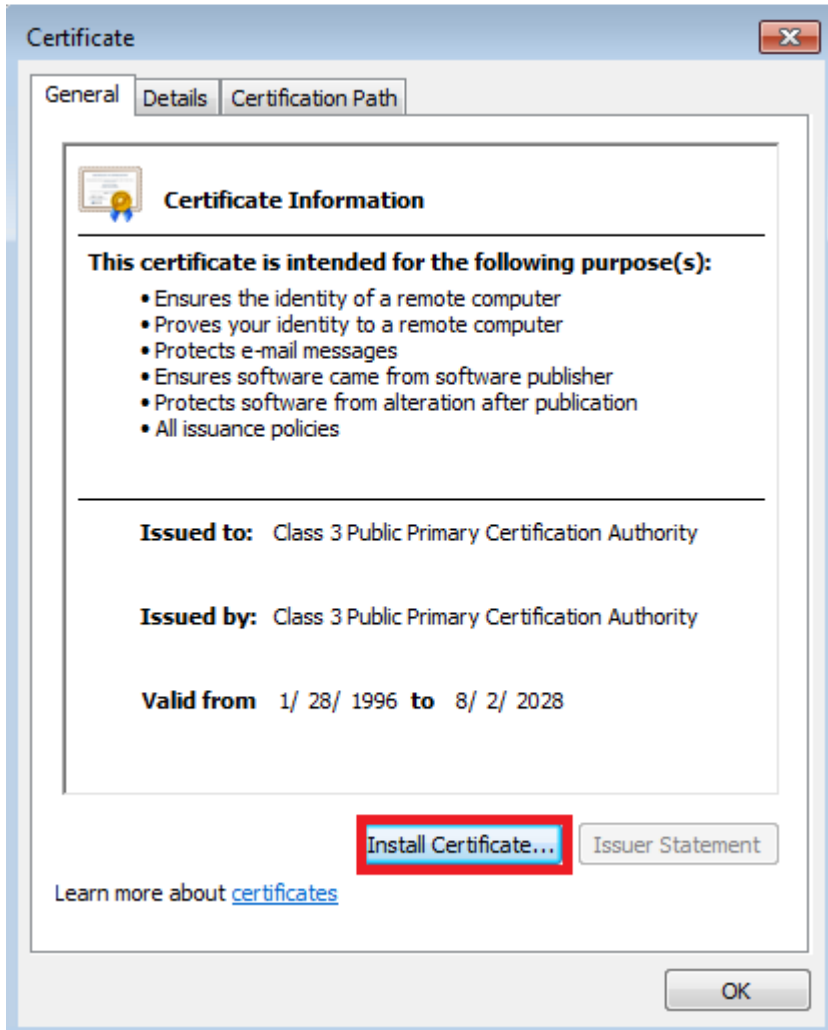 Certificate
General Details Certification Path
Certificate Information
This certificate is intended for the following purpose(s):
• Ensures the identity of a remote computer
• Proves your identity to a remote computer
• Protects e-mail messages
• Ensures software came from software publisher
• Protects software from alteration after publication
• All issuance policies
Issued to: Class 3 Public Primary Certification Authority
Issued by: Class 3 Public Primary Certification Authority
Valid from 1/ 28/ 1996 to 8/ 2/ 2028
Install Certificate... Issuer Statement
Learn more about certificates
OK